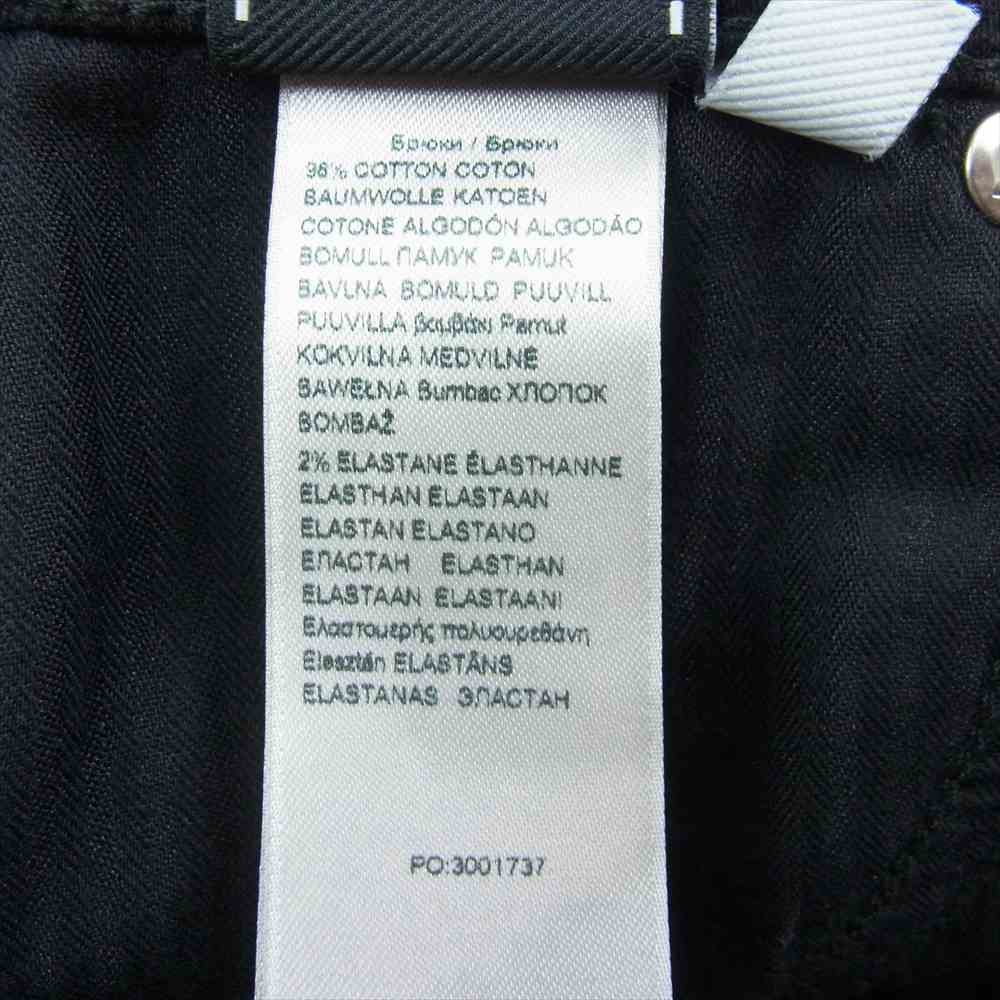 Брюки / Брюки
98% COTTON COTON
BAUMWOLLE KATOEN
COTONE ALGODÓN ALGODÃO
BOMULL ПАМУК PAMUK
BAVLNA BOMULD PUUVILL
PUUVILLA βαμβάκι Pamut
KOKVILNA MEDVILNĖ
BAWEŁNA Bumbac ХЛОПОК
BOMBAŽ
2% ELASTANE ÉLASTHANNE
ELASTHAN ELASTAAN
ELASTAN ELASTANO
ЕЛАСТАН ELASTHAN
ELASTAAN ELASTAANI
Ελαστομερής πολυουρεθάνη
Elasztán ELASTĀNS
ELASTANAS ЭЛАСТАН
PO:3001737